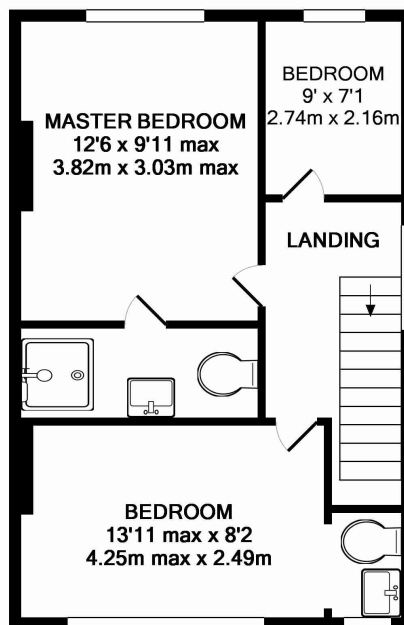 MASTER BEDROOM
12'6 x 9'11 max
3.82m x 3.03m max
BEDROOM
9' x 7'1
2.74m x 2.16m
LANDING
BEDROOM
13'11 max x 8'2
4.25m max x 2.49m